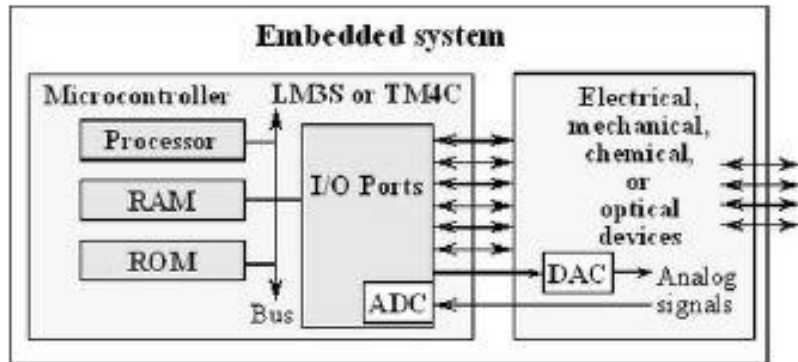 Embedded system
Microcontroller LM3S or TM4C
Processor
RAM
ROM
Bus
I/O Ports
ADC
Electrical,
mechanical,
chemical,
or
optical
devices
DAC
Analog
signals